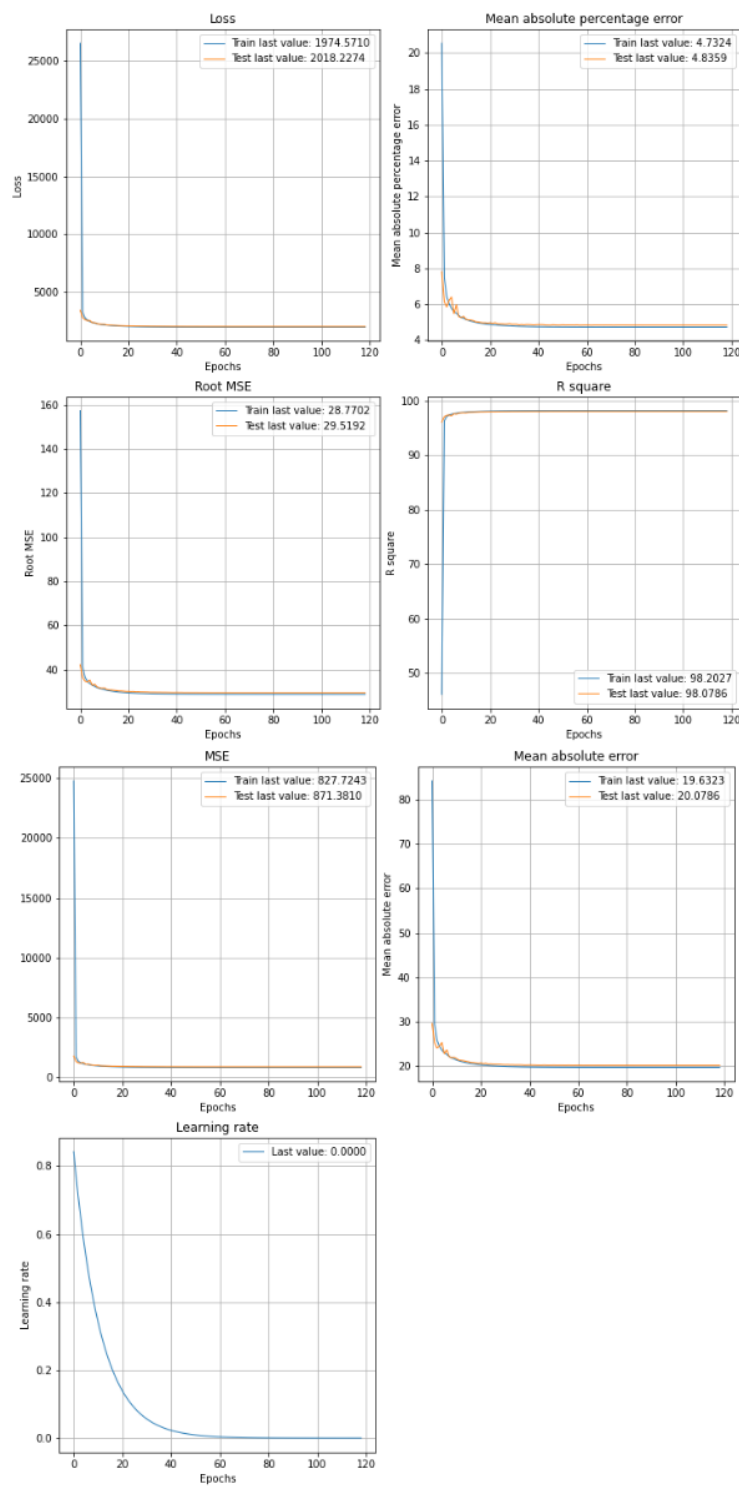 Loss
Train last value: 1974.5710
Test last value: 2018.2274
25000
20000
15000
10000
5000
Loss
0 20 40 60 80 100 120
Epochs
Mean absolute percentage error
Train last value: 4.7324
Test last value: 4.8359
20
18
16
14
12
10
8
6
4
Mean absolute percentage error
0 20 40 60 80 100 120
Epochs
Root MSE
Train last value: 28.7702
Test last value: 29.5192
160
140
120
100
80
60
40
Root MSE
0 20 40 60 80 100 120
Epochs
R square
100
90
80
70
60
50
R square
Train last value: 98.2027
Test last value: 98.0786
0 20 40 60 80 100 120
Epochs
MSE
Train last value: 827.7243
Test last value: 871.3810
25000
20000
15000
10000
5000
0
0 20 40 60 80 100 120
Epochs
Mean absolute error
Train last value: 19.6323
Test last value: 20.0786
80
70
60
50
40
30
20
Mean absolute error
0 20 40 60 80 100 120
Epochs
Learning rate
Last value: 0.0000
0.8
0.6
0.4
0.2
0.0
Learning rate
0 20 40 60 80 100 120
Epochs